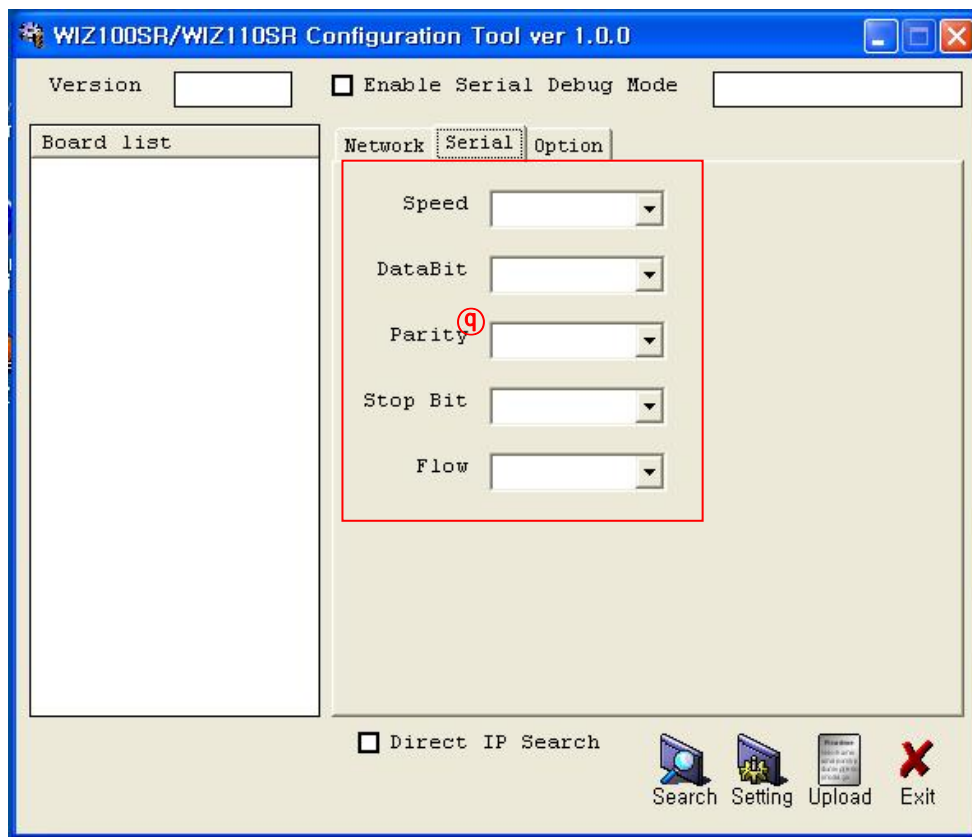 WIZ100SR/WIZ110SR Configuration Tool ver 1.0.0
Version
Enable Serial Debug Mode
Board list
Network Serial Option
Speed
DataBit
Parity
ⓠ
Stop Bit
Flow
Direct IP Search
Search Setting Upload Exit